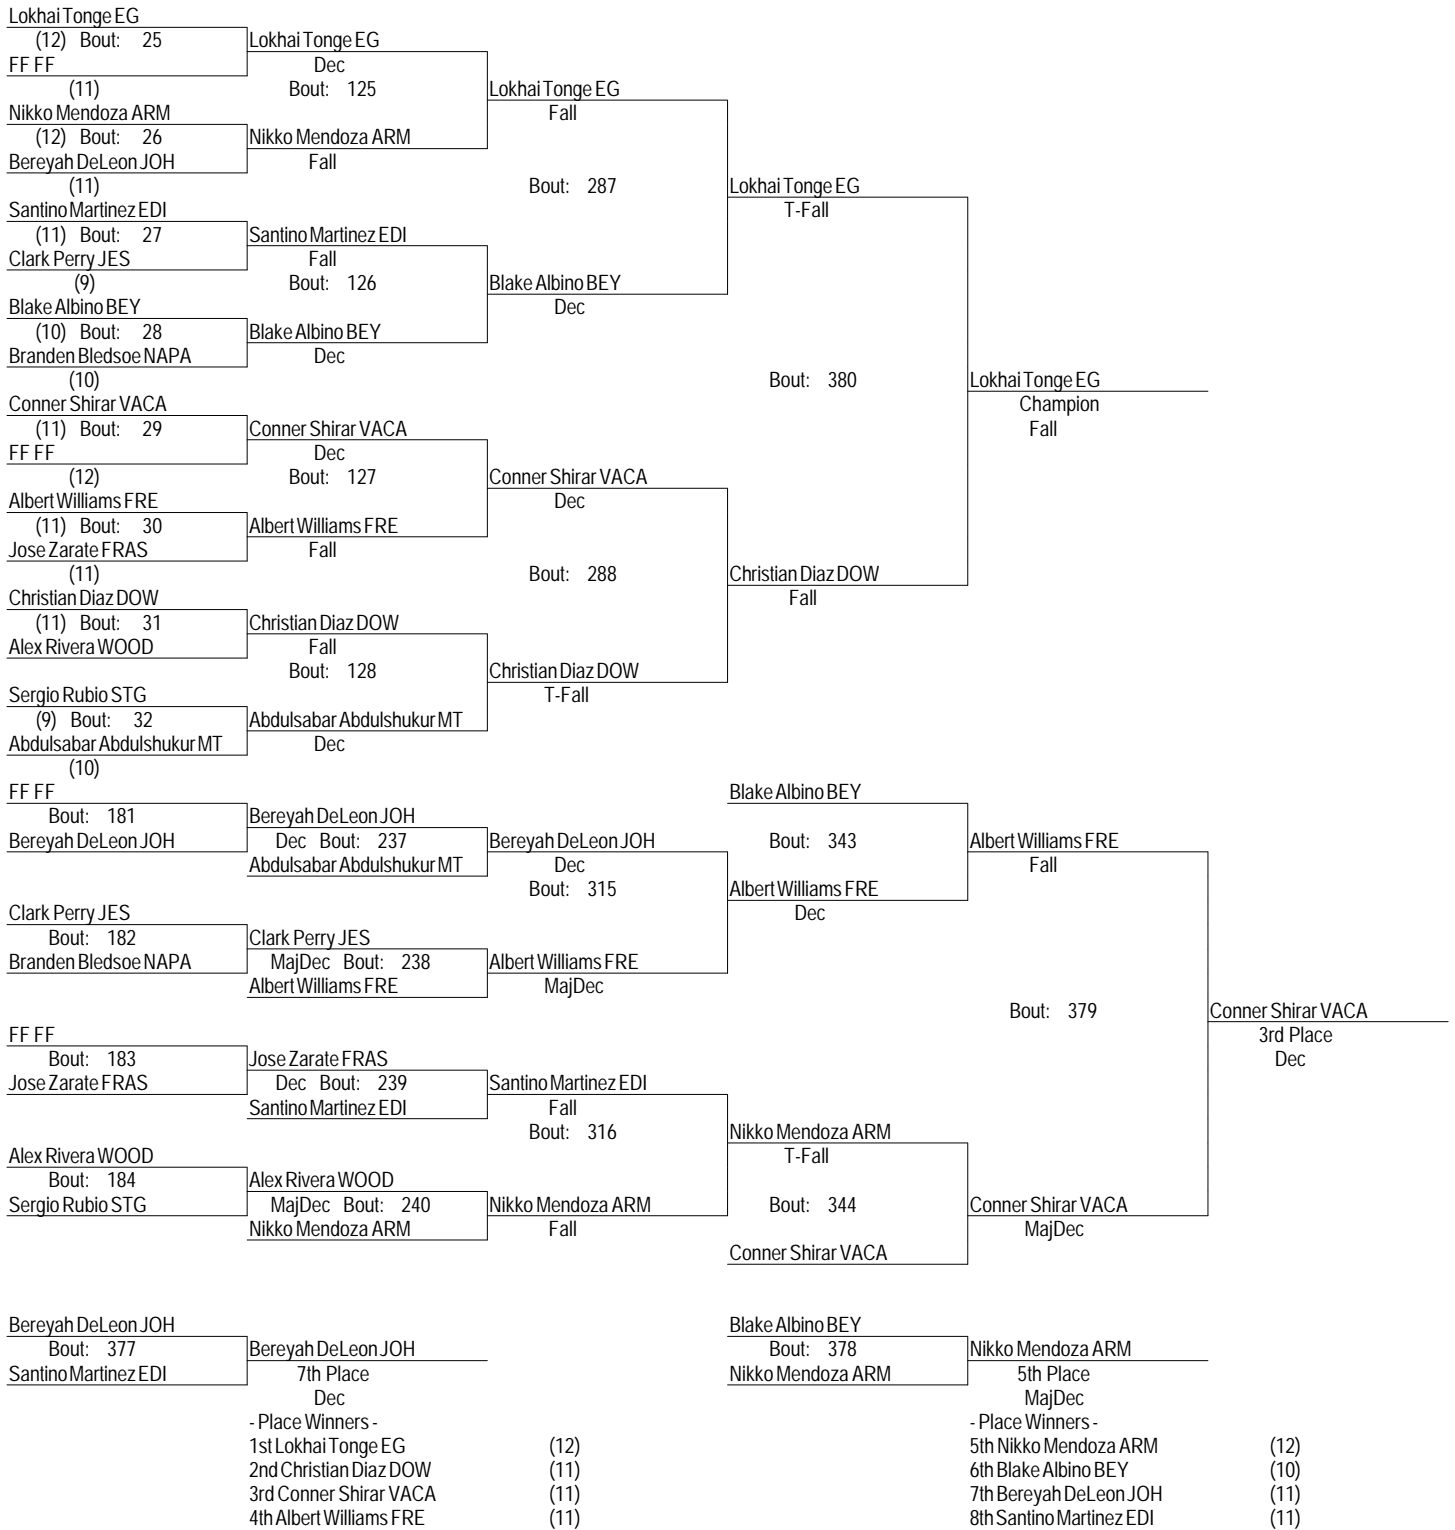 Lokhai Tonge EG
(12) Bout: 25 Lokhai Tonge EG
FF FF Dec
(11) Bout: 125 Lokhai Tonge EG
Nikko Mendoza ARM Fall
(12) Bout: 26 Nikko Mendoza ARM
Bereyah DeLeon JOH Fall
(11) Bout: 287 Lokhai Tonge EG
Santino Martinez EDI T-Fall
(11) Bout: 27 Santino Martinez EDI
Clark Perry JES Fall
(9) Bout: 126 Blake Albino BEY
Blake Albino BEY Dec
(10) Bout: 28 Blake Albino BEY
Branden Bledsoe NAPA Dec
(10) Bout: 380 Lokhai Tonge EG
Conner Shirar VACA Champion
(11) Bout: 29 Conner Shirar VACA Fall
FF FF Dec
(12) Bout: 127 Conner Shirar VACA
Albert Williams FRE Dec
(11) Bout: 30 Albert Williams FRE
Jose Zarate FRAS Fall
(11) Bout: 288 Christian Diaz DOW
Christian Diaz DOW Fall
(11) Bout: 31 Christian Diaz DOW
Alex Rivera WOOD Fall
Bout: 128 Christian Diaz DOW
Sergio Rubio STG T-Fall
(9) Bout: 32 Abdulsabar Abdulshukur MT
Abdulsabar Abdulshukur MT Dec
(10)
FF FF Blake Albino BEY
Bout: 181 Bereyah DeLeon JOH
Bereyah DeLeon JOH Dec Bout: 237 Bereyah DeLeon JOH Bout: 343 Albert Williams FRE
Abdulsabar Abdulshukur MT Dec Fall
Bout: 315 Albert Williams FRE
Clark Perry JES Dec
Bout: 182 Clark Perry JES
Branden Bledsoe NAPA MajDec Bout: 238 Albert Williams FRE
Albert Williams FRE MajDec
Bout: 379 Conner Shirar VACA
FF FF 3rd Place
Bout: 183 Jose Zarate FRAS Dec
Jose Zarate FRAS Dec Bout: 239 Santino Martinez EDI
Santino Martinez EDI Fall
Bout: 316 Nikko Mendoza ARM
Alex Rivera WOOD T-Fall
Bout: 184 Alex Rivera WOOD
Sergio Rubio STG MajDec Bout: 240 Nikko Mendoza ARM Bout: 344 Conner Shirar VACA
Nikko Mendoza ARM Fall MajDec
Conner Shirar VACA
Bereyah DeLeon JOH Blake Albino BEY
Bout: 377 Bereyah DeLeon JOH Bout: 378 Nikko Mendoza ARM
Santino Martinez EDI 7th Place Nikko Mendoza ARM 5th Place
Dec MajDec
- Place Winners - - Place Winners -
1st Lokhai Tonge EG (12) 5th Nikko Mendoza ARM (12)
2nd Christian Diaz DOW (11) 6th Blake Albino BEY (10)
3rd Conner Shirar VACA (11) 7th Bereyah DeLeon JOH (11)
4th Albert Williams FRE (11) 8th Santino Martinez EDI (11)